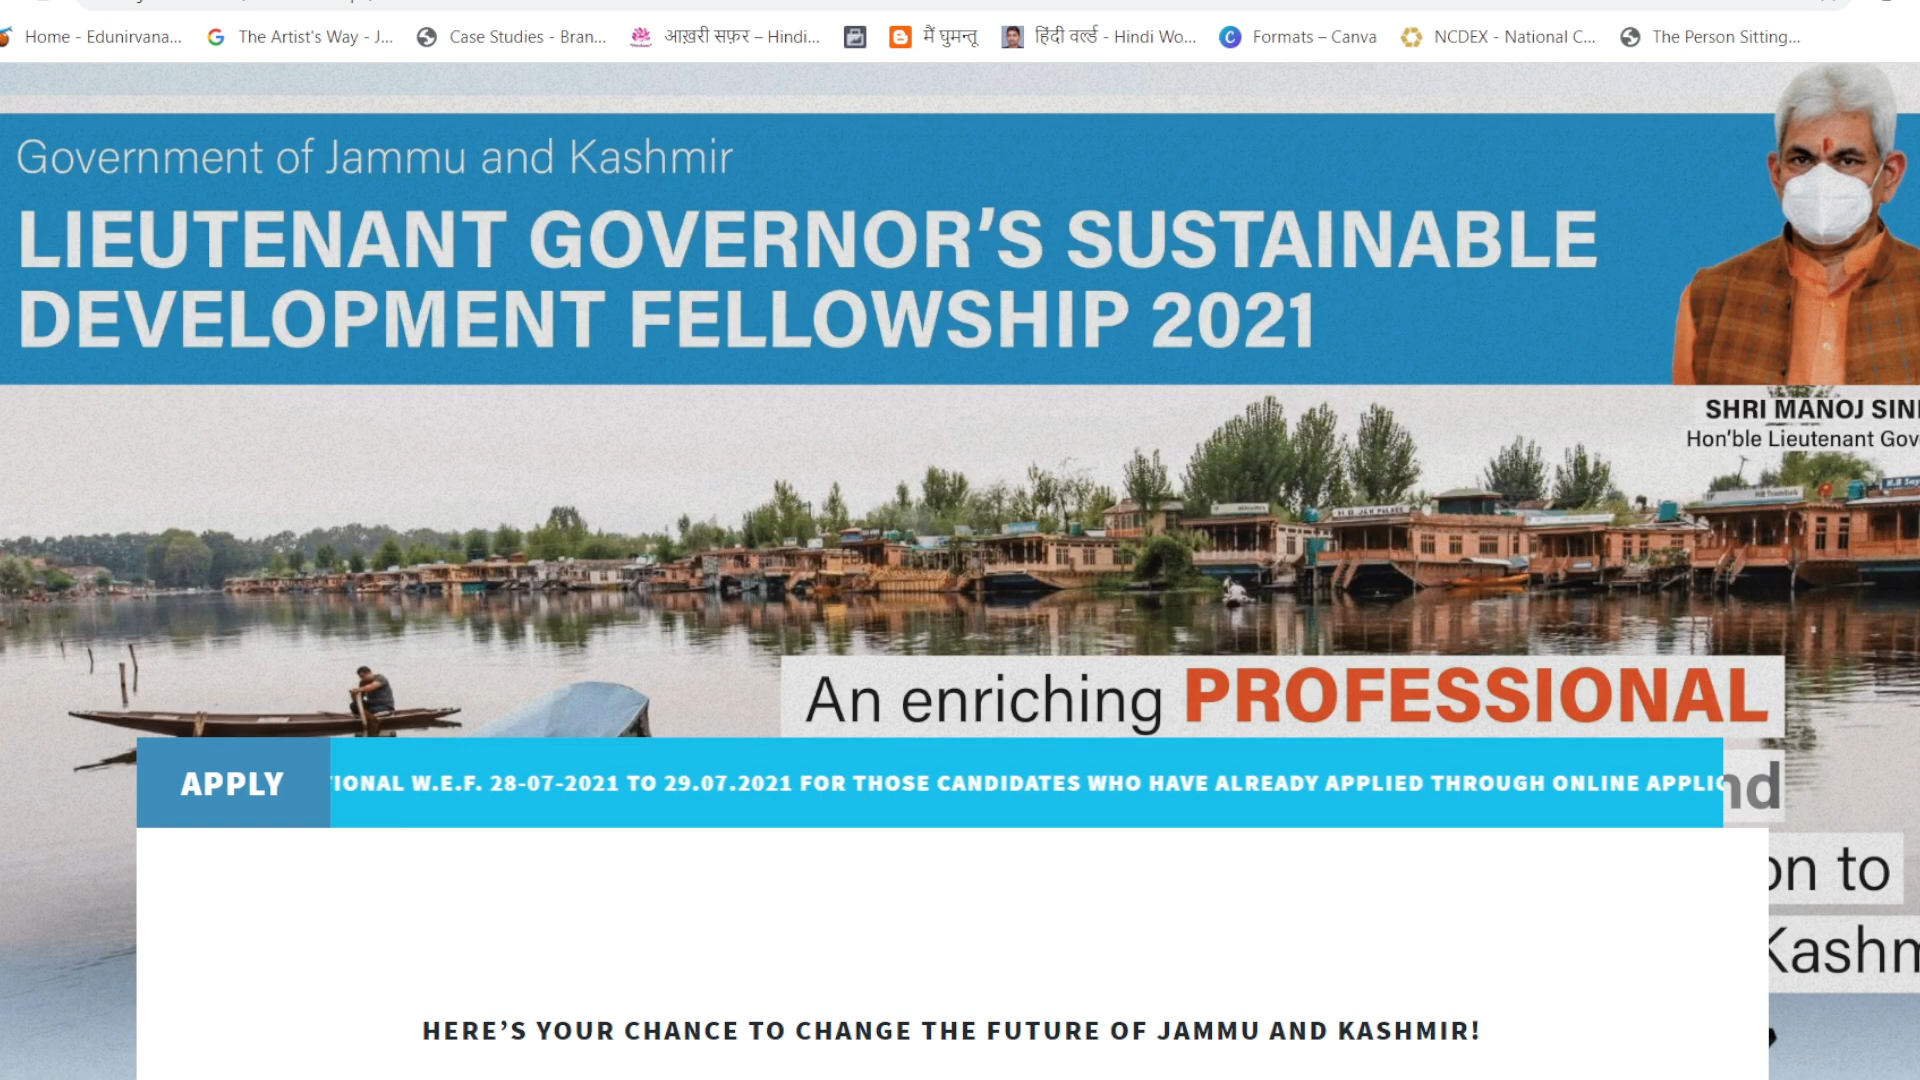 Home - Edunirvana...
The Artist's Way - J...
Case Studies - Bran...
आख़री सफ़र – Hindi...
मैं घुमन्तू
हिंदी वर्ल्ड - Hindi Wo...
Formats – Canva
NCDEX - National C...
The Person Sitting...
Government of Jammu and Kashmir
LIEUTENANT GOVERNOR’S SUSTAINABLE
DEVELOPMENT FELLOWSHIP 2021
SHRI MANOJ SIN
Hon’ble Lieutenant Gov
An enriching PROFESSIONAL
APPLY
IONAL W.E.F. 28-07-2021 TO 29.07.2021 FOR THOSE CANDIDATES WHO HAVE ALREADY APPLIED THROUGH ONLINE APPLIC
nd
on to
Kashm
HERE’S YOUR CHANCE TO CHANGE THE FUTURE OF JAMMU AND KASHMIR!